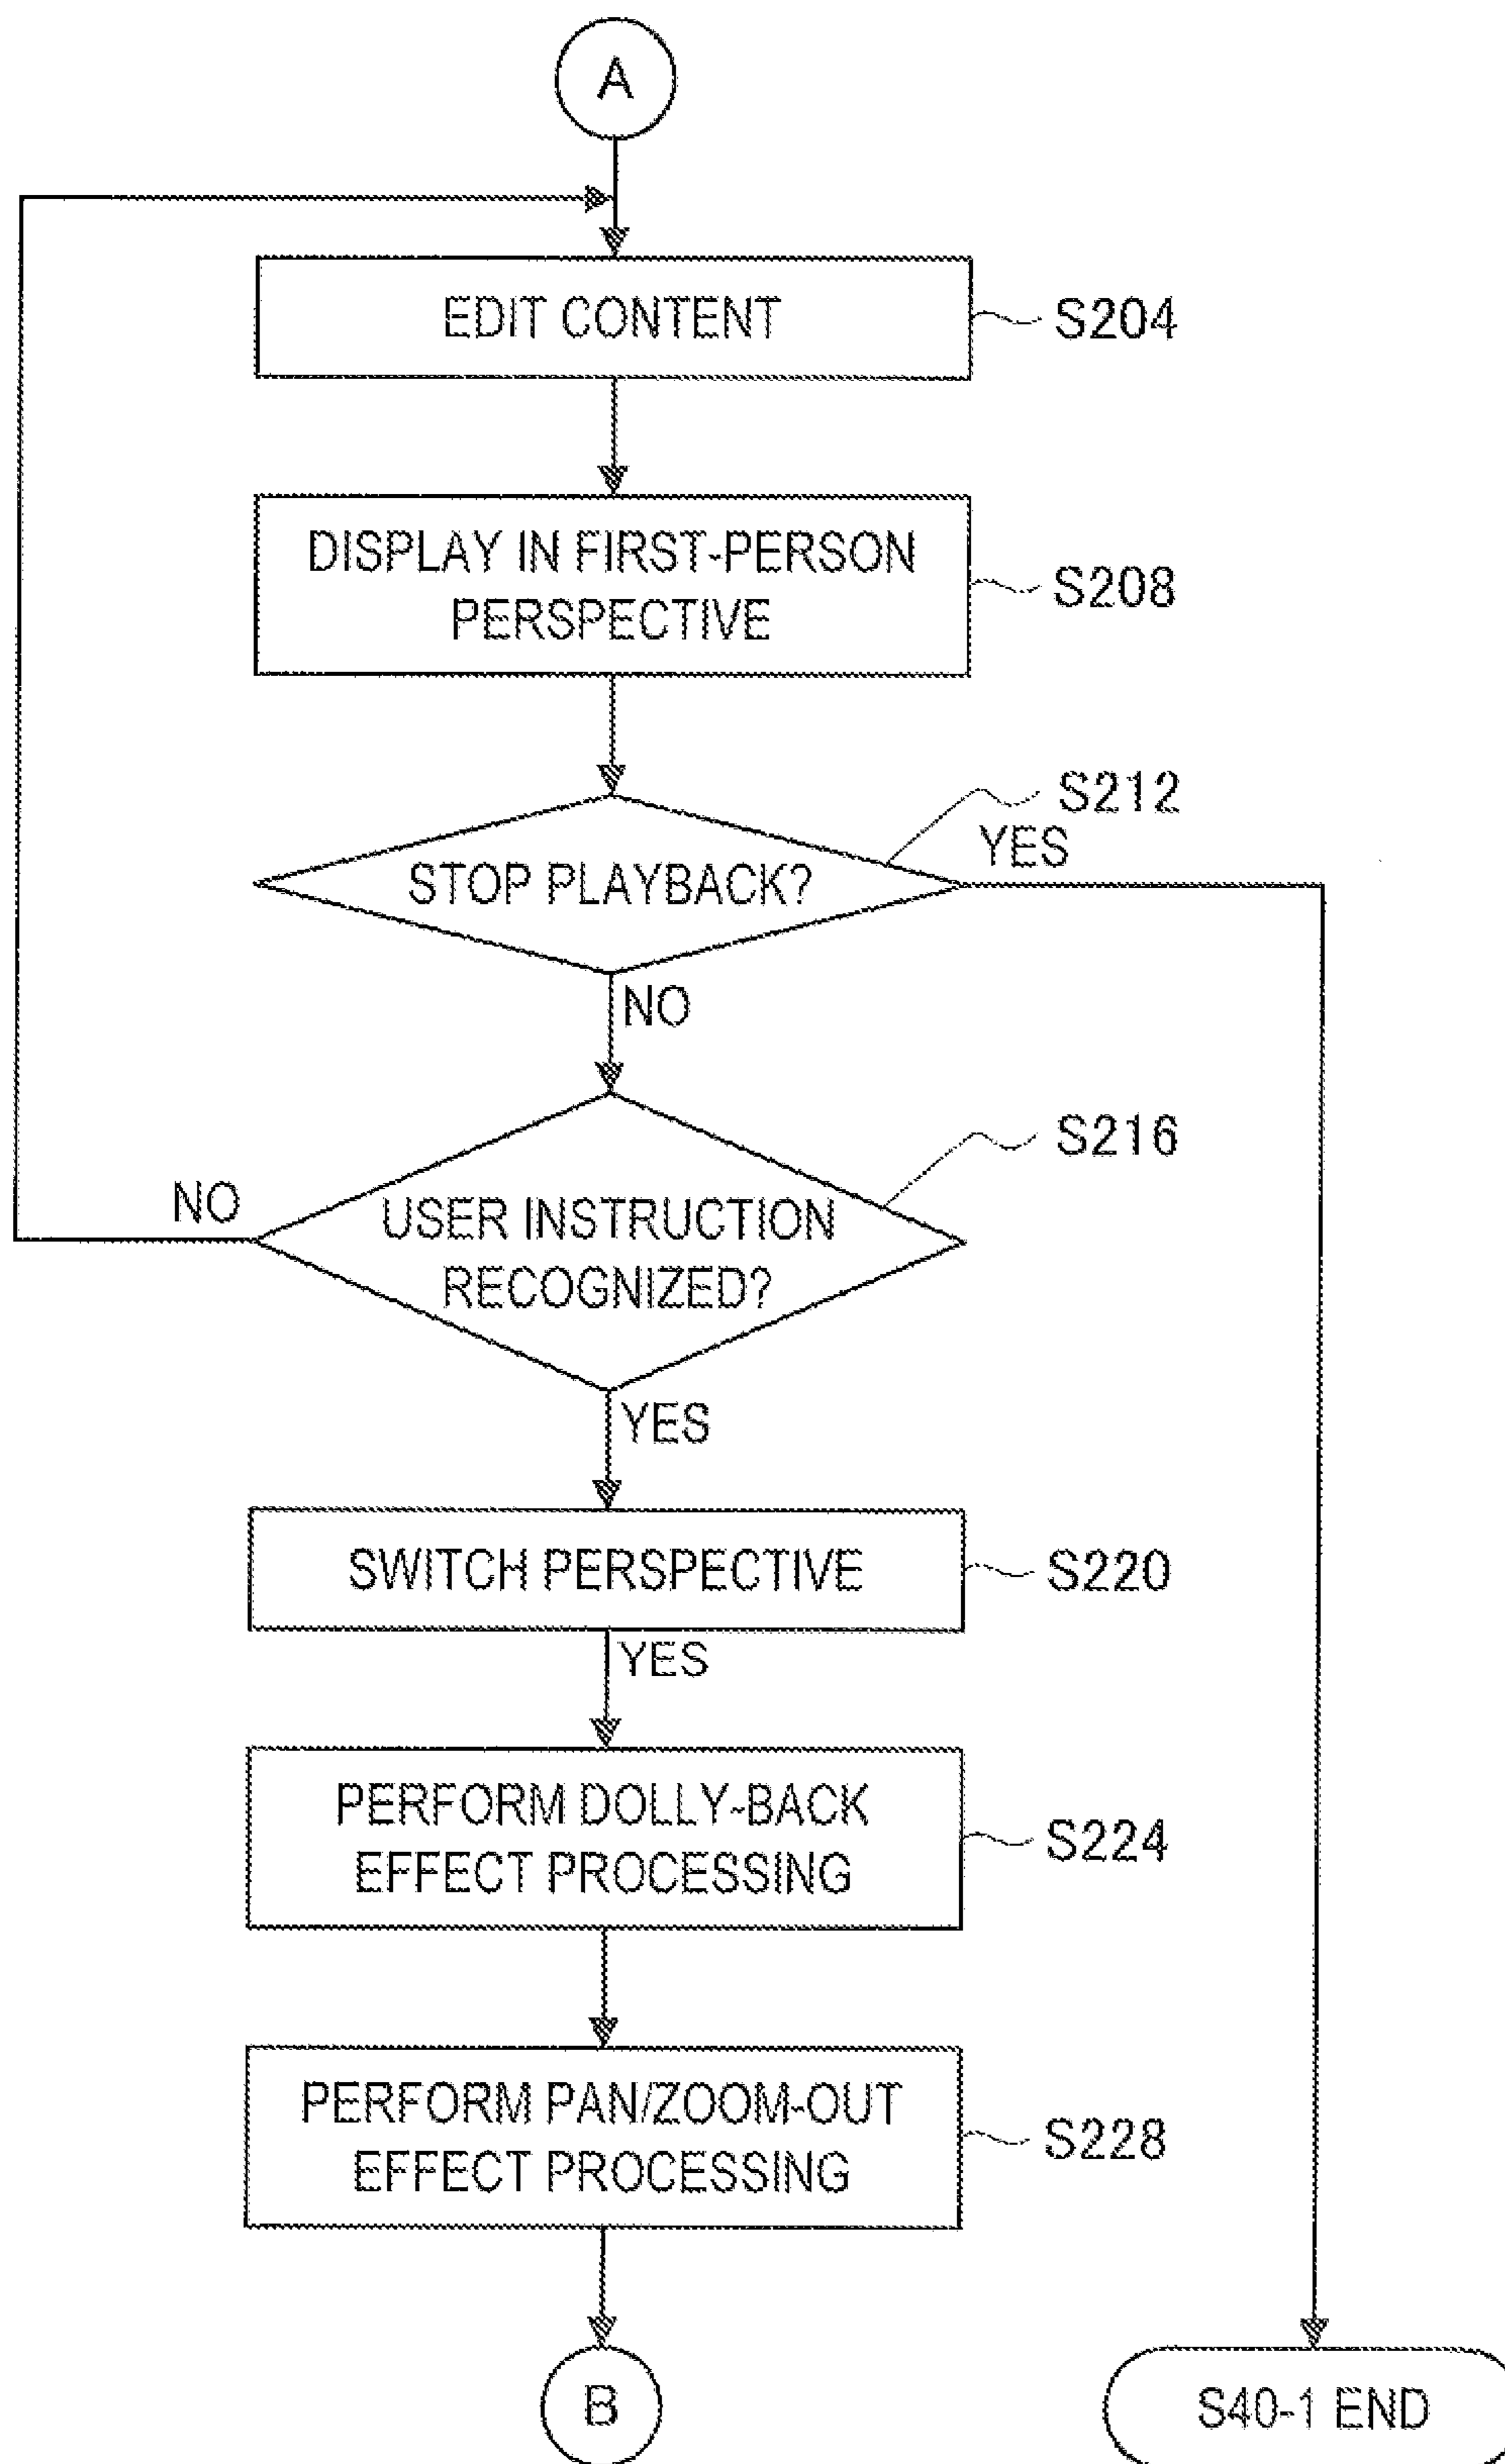 A
EDIT CONTENT
S204
DISPLAY IN FIRST-PERSON
PERSPECTIVE
S208
S212
YES
STOP PLAYBACK?
NO
S216
NO
USER INSTRUCTION
RECOGNIZED?
YES
SWITCH PERSPECTIVE
S220
YES
PERFORM DOLLY-BACK
EFFECT PROCESSING
S224
PERFORM PAN/ZOOM-OUT
EFFECT PROCESSING
S228
B
S40-1 END